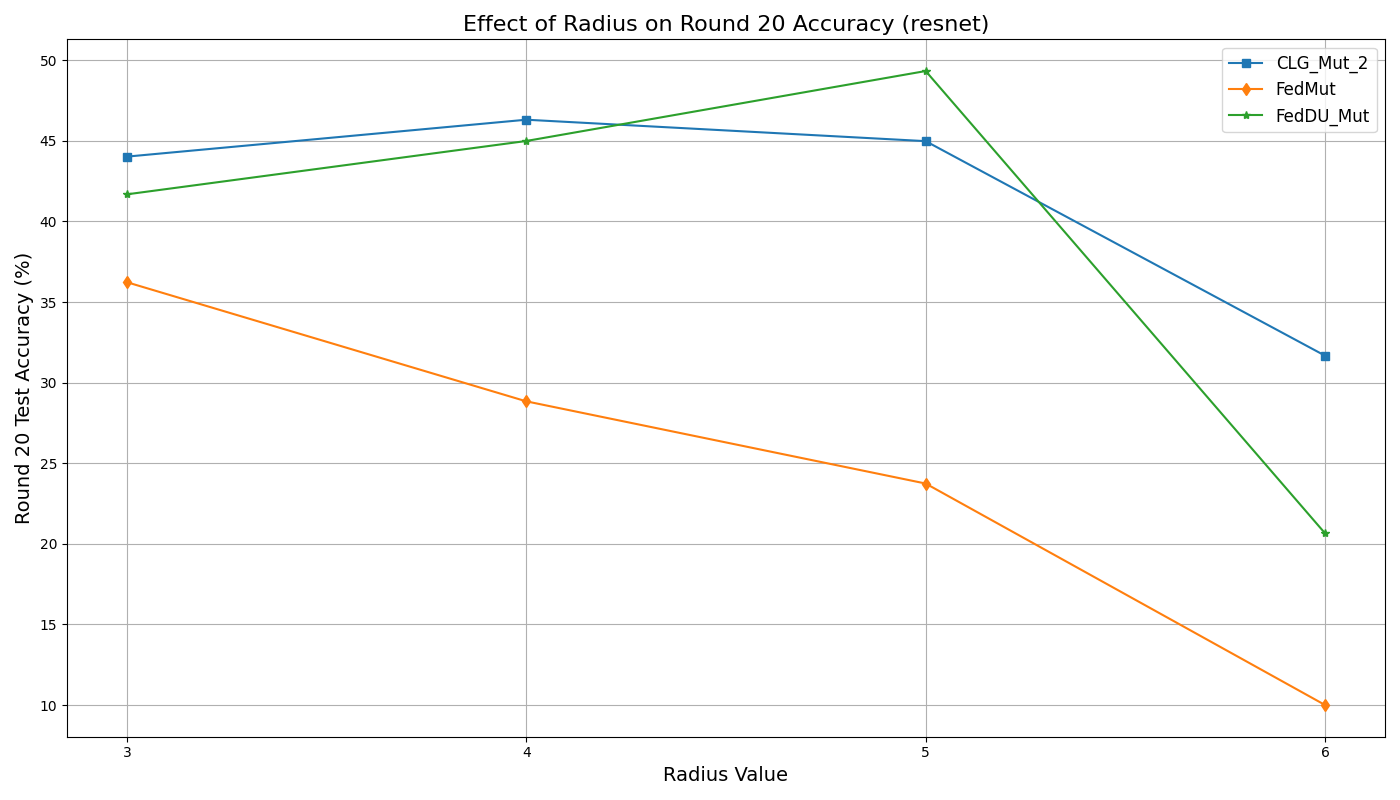 Effect of Radius on Round 20 Accuracy (resnet)
CLG_Mut_2
FedMut
FedDU_Mut
Round 20 Test Accuracy (%)
50
45
40
35
30
25
20
15
10
3 4 5 6
Radius Value